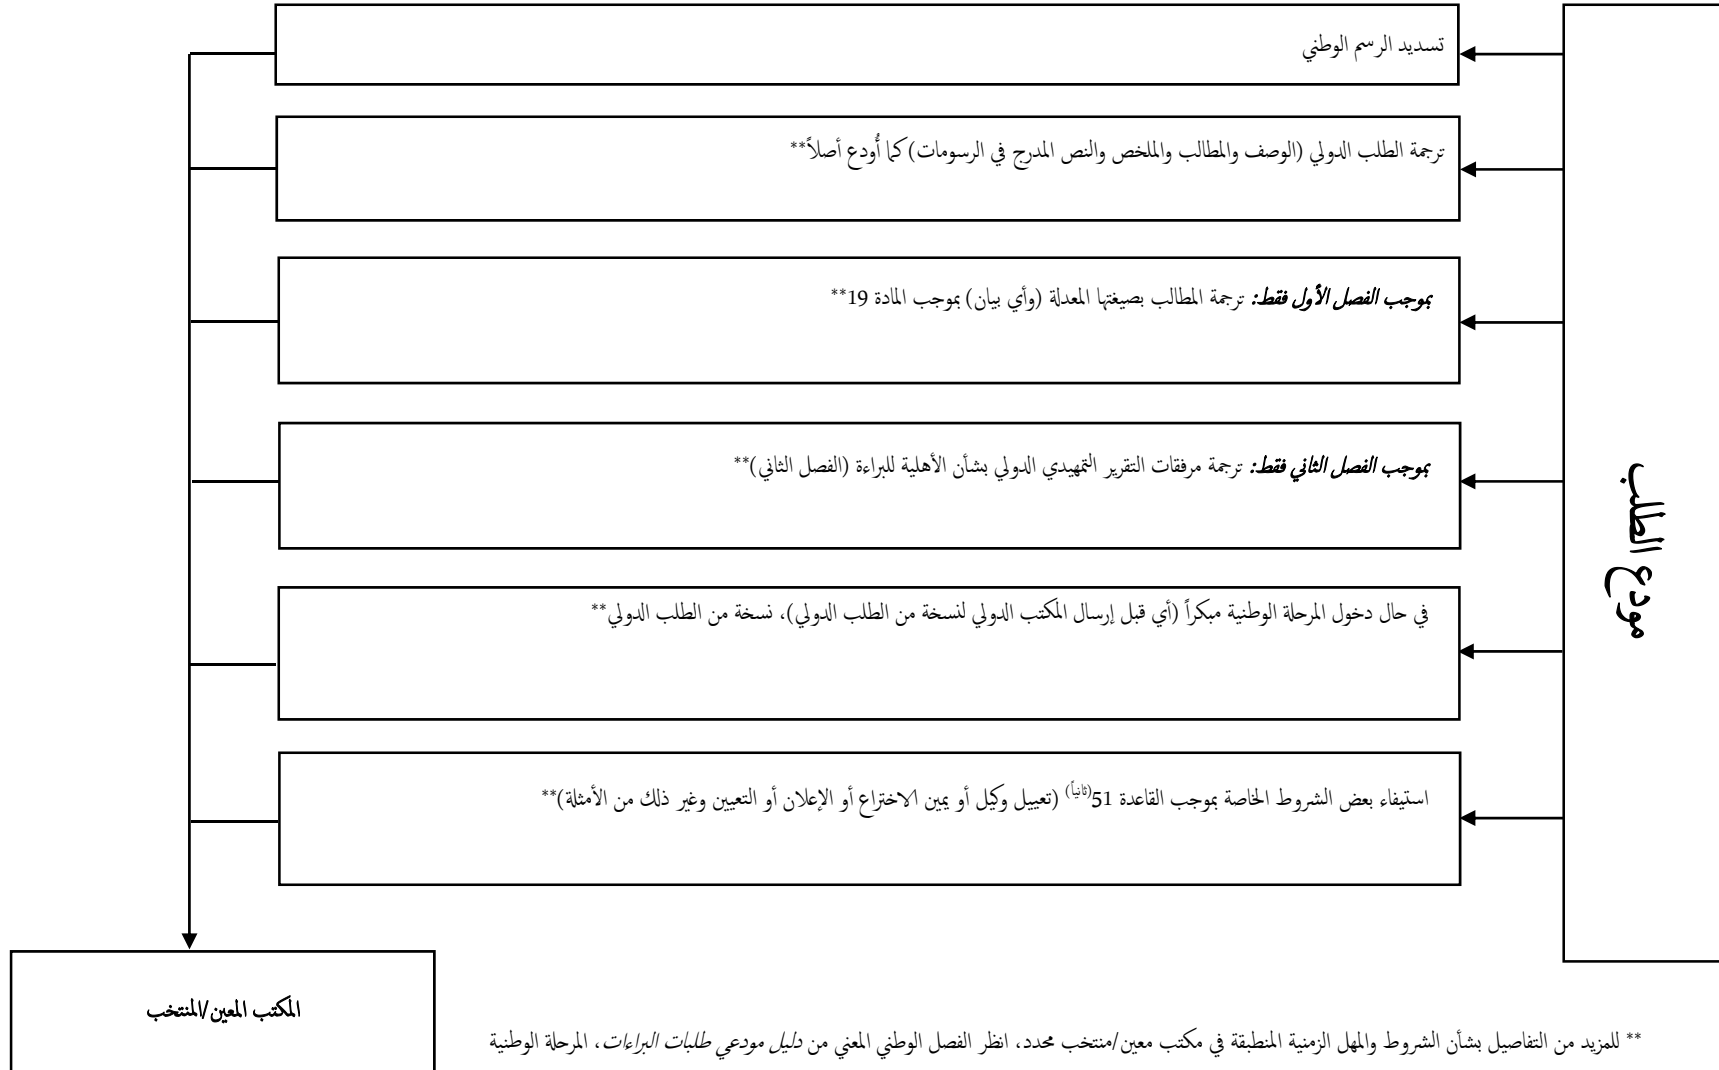 تسديد الرسم الوطني
ترجمة الطلب الدولي (الوصف والمطالب والملخص والنص المدرج في الرسومات) كما أُودع أصلاً**
بموجب الفصل الأول فقط: ترجمة المطالب بصيغتها المعدلة (وأي بيان) بموجب المادة 19**
بموجب الفصل الثاني فقط: ترجمة مرفقات التقرير التمهيدي الدولي بشأن الأهلية للبراءة (الفصل الثاني)**
في حال دخول المرحلة الوطنية مبكراً (أي قبل إرسال المكتب الدولي لنسخة من الطلب الدولي)، نسخة من الطلب الدولي**
استيفاء بعض الشروط الخاصة بموجب القاعدة 51(ثانياً) (تعييل وكيل أو يمين الاختراع أو الإعلان أو التعيين وغير ذلك من الأمثلة)**
مودع الطلب
المكتب المعين/المنتخب
** للمزيد من التفاصيل بشأن الشروط والمهل الزمنية المنطبقة في مكتب معين/منتخب محدد، انظر الفصل الوطني المعني من دليل مودعي طلبات البراءات، المرحلة الوطنية